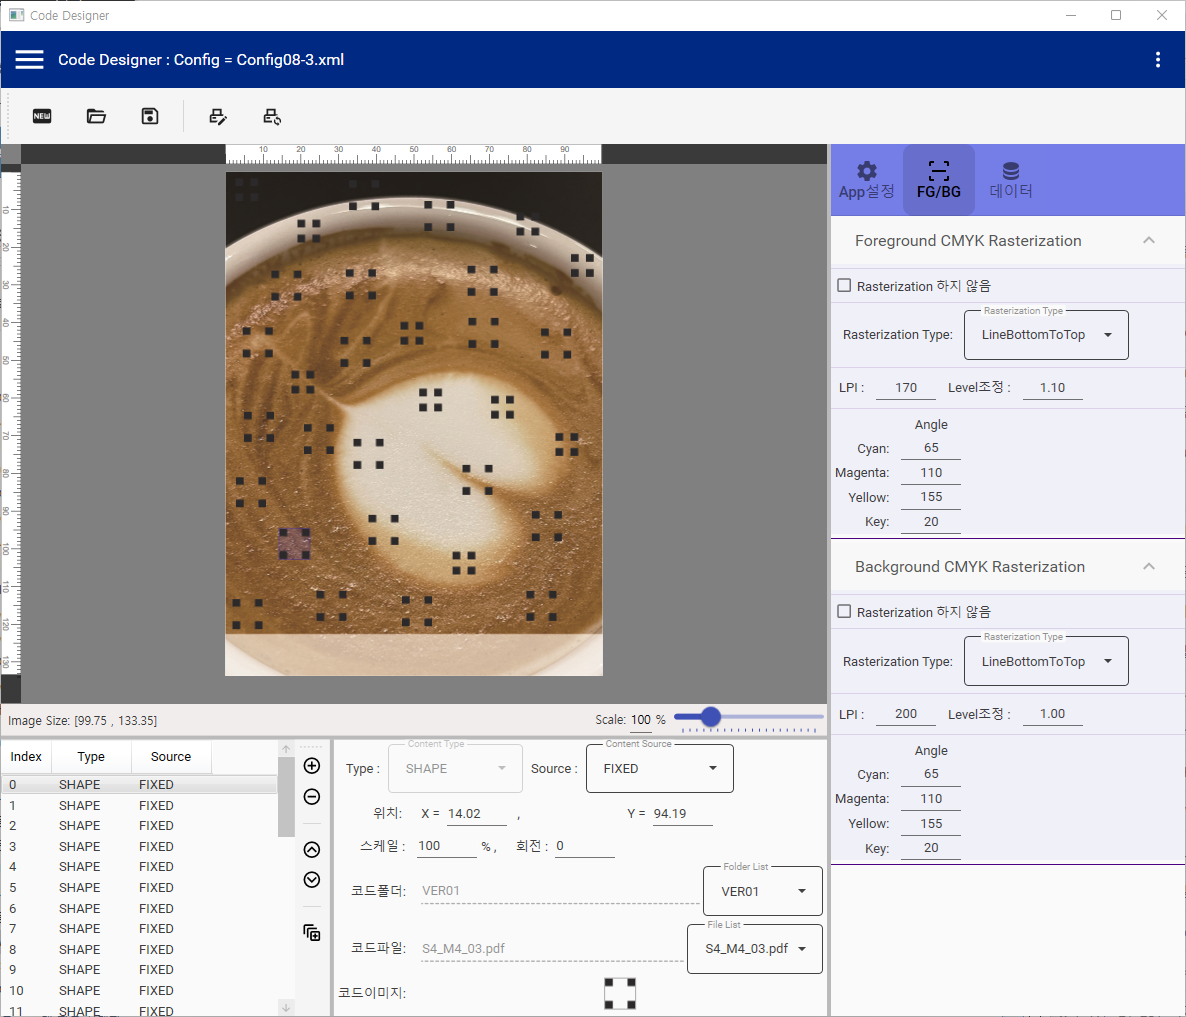 Code Designer
Code Designer : Config = Config08-3.xml
NEW
10 20 30 40 50 60 70 80 90
10
20
30
40
50
60
70
80
90
100
110
120
130
App설정 FG/BG 데이터
Foreground CMYK Rasterization
Rasterization 하지 않음
Rasterization Type
Rasterization Type: LineBottomToTop
LPI : 170 Level조정 : 1.10
Angle
Cyan: 65
Magenta: 110
Yellow: 155
Key: 20
Background CMYK Rasterization
Rasterization 하지 않음
Rasterization Type
Rasterization Type: LineBottomToTop
LPI : 200 Level조정 : 1.00
Angle
Cyan: 65
Magenta: 110
Yellow: 155
Key: 20
Image Size: [99.75 , 133.35]
Scale: 100 %
Index Type Source
0 SHAPE FIXED
1 SHAPE FIXED
2 SHAPE FIXED
3 SHAPE FIXED
4 SHAPE FIXED
5 SHAPE FIXED
6 SHAPE FIXED
7 SHAPE FIXED
8 SHAPE FIXED
9 SHAPE FIXED
10 SHAPE FIXED
11 SHAPE FIXED
Content Type Content Source
Type : SHAPE Source : FIXED
위치: X = 14.02 , Y = 94.19
스케일 : 100 % , 회전 : 0
Folder List
코드폴더: VER01 VER01
File List
코드파일: S4_M4_03.pdf S4_M4_03.pdf
코드이미지: